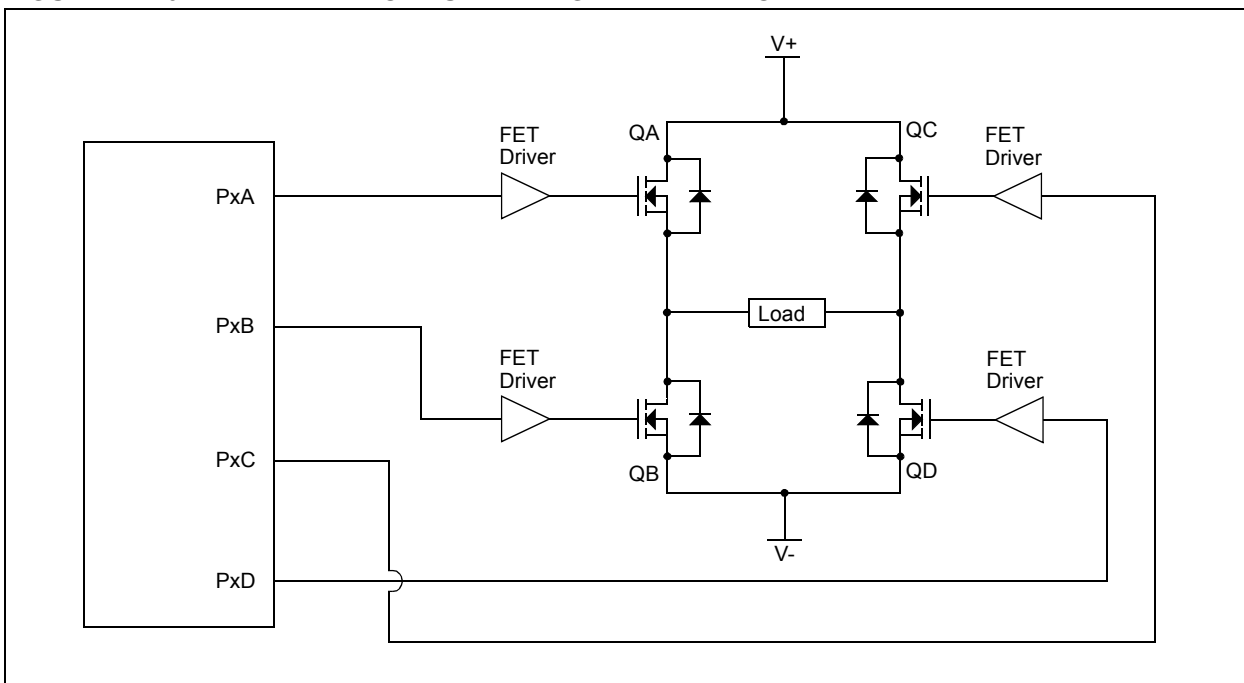 V+
QA
QC
FET
Driver
FET
Driver
PxA
PxB
Load
FET
Driver
FET
Driver
PxC
QB
QD
V-
PxD